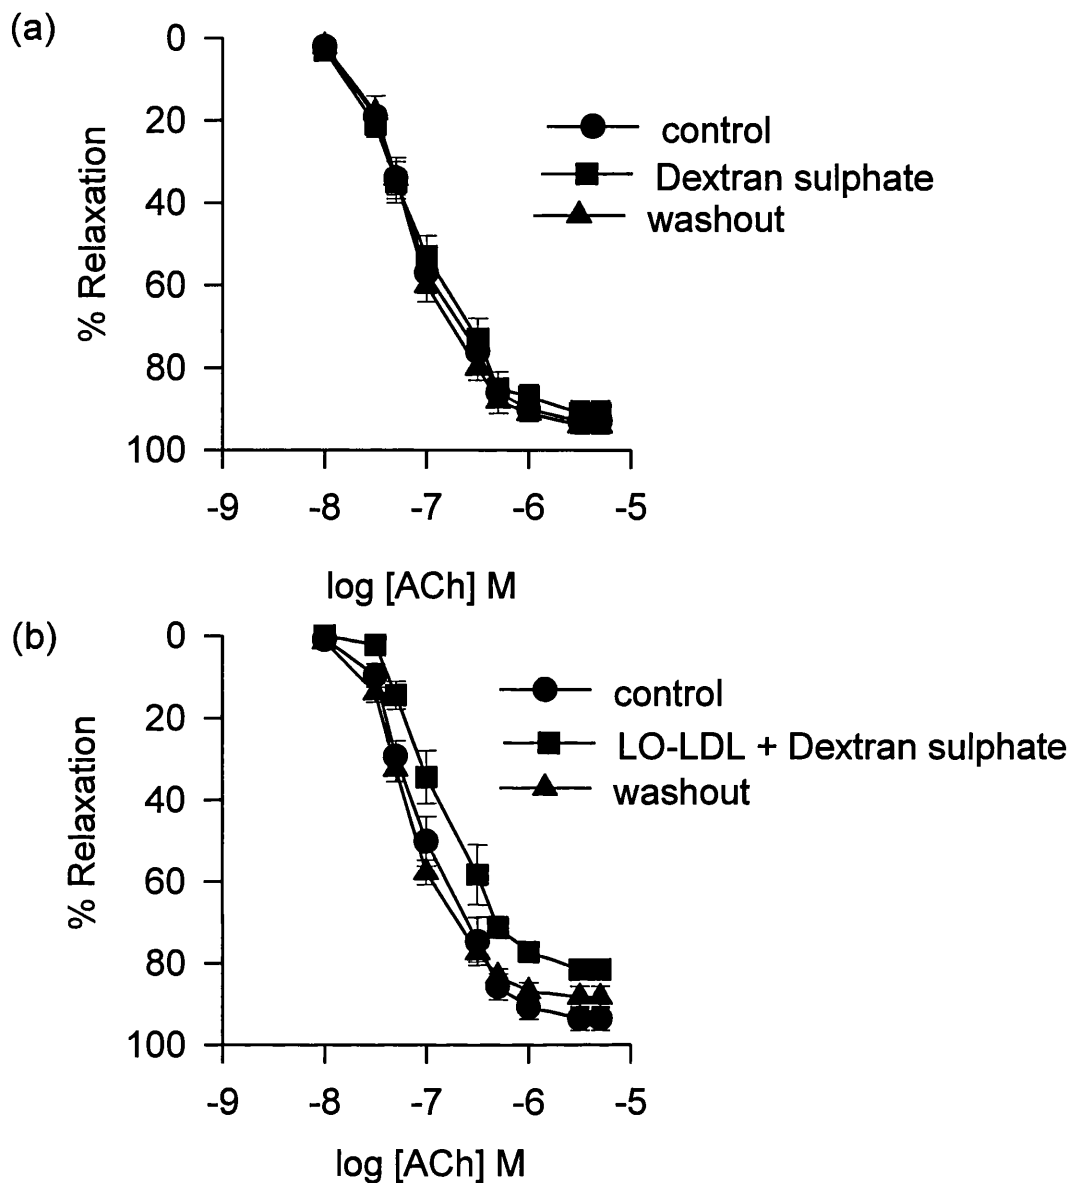 (a)
0
20
40
60
80
100
% Relaxation
control
Dextran sulphate
washout
-9 -8 -7 -6 -5
log [ACh] M
(b)
0
20
40
60
80
100
% Relaxation
control
LO-LDL + Dextran sulphate
washout
-9 -8 -7 -6 -5
log [ACh] M